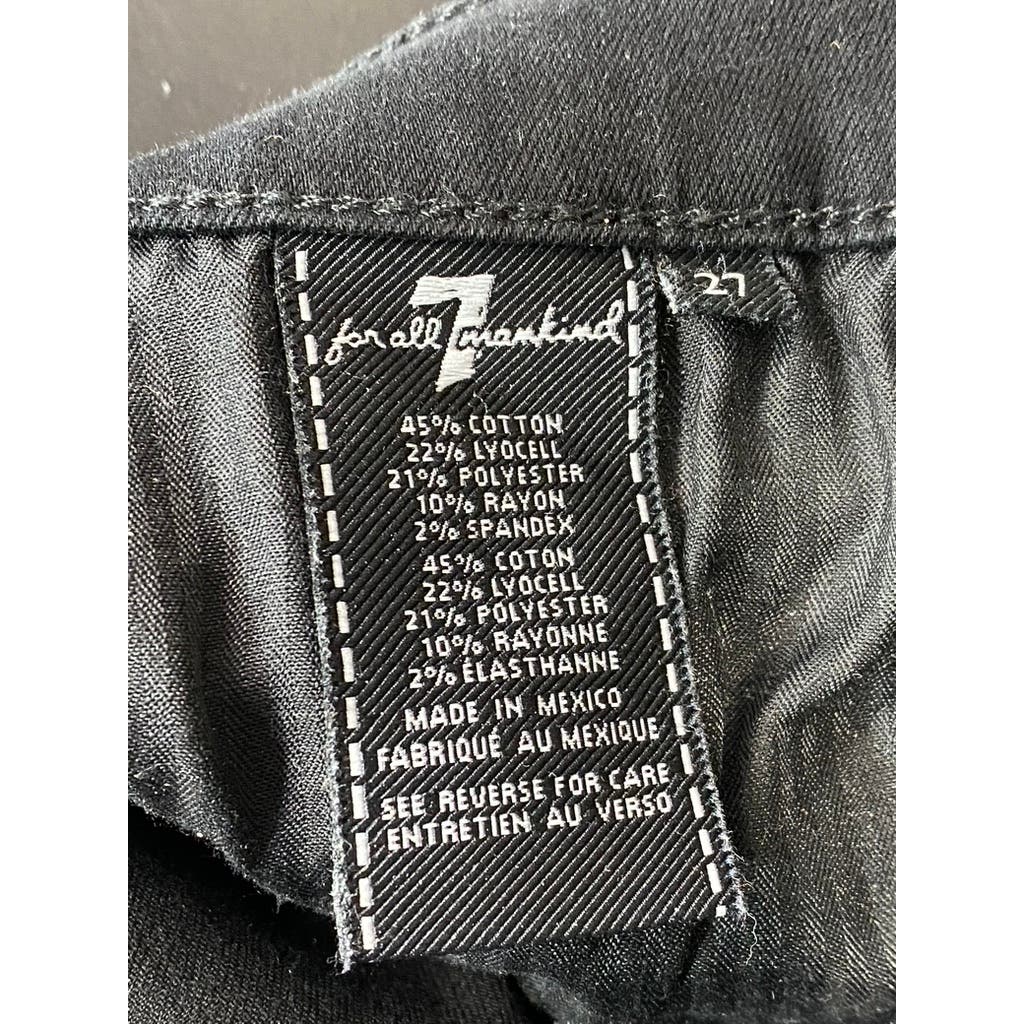 7
for all mankind
27
45% COTTON
22% LYOCELL
21% POLYESTER
10% RAYON
2% SPANDEX
45% COTON
22% LYOCELL
21% POLYESTER
10% RAYONNE
2% ÉLASTHANNE
MADE IN MEXICO
FABRIQUÉ AU MEXIQUE
SEE REVERSE FOR CARE
ENTRETIEN AU VERSO